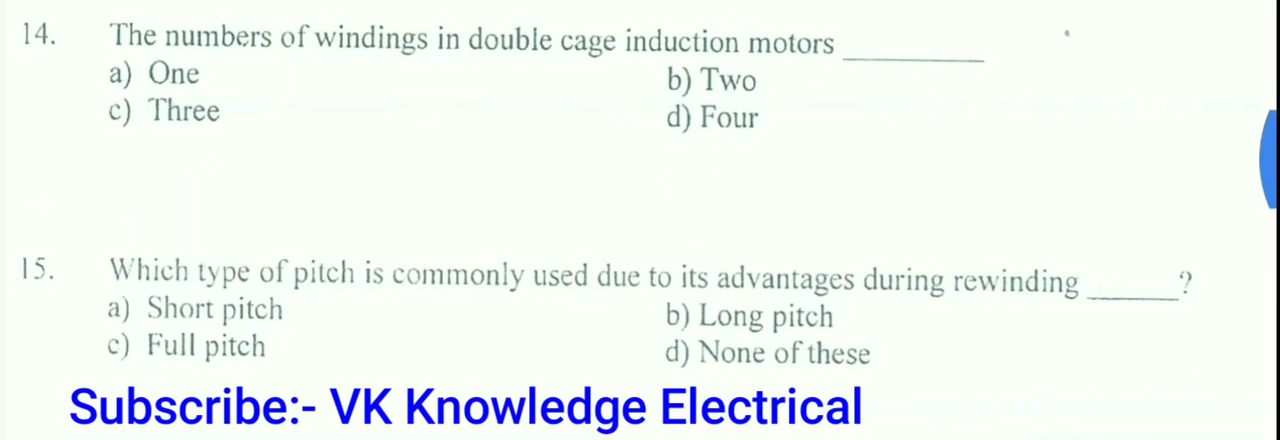 14. The numbers of windings in double cage induction motors ________
a) One b) Two
c) Three d) Four
15. Which type of pitch is commonly used due to its advantages during rewinding ______?
a) Short pitch b) Long pitch
c) Full pitch d) None of these
Subscribe:- VK Knowledge Electrical